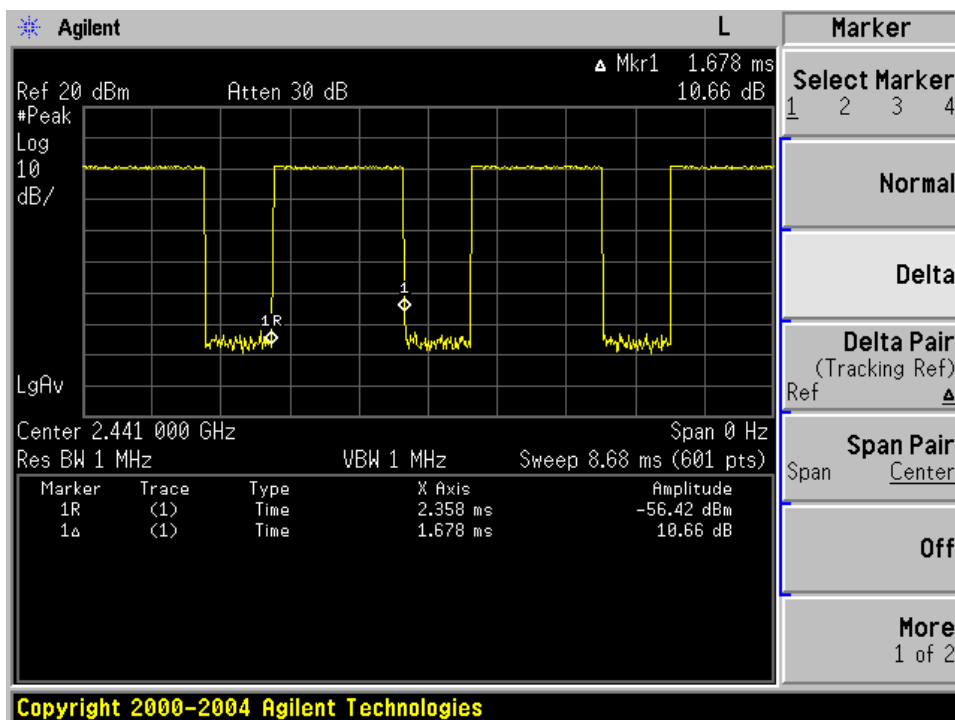 Agilent L
Marker
Δ Mkr1 1.678 ms
Ref 20 dBm Atten 30 dB 10.66 dB
#Peak
Log
10
dB/
1R
1
LgAv
Center 2.441 000 GHz Span 0 Hz
Res BW 1 MHz VBW 1 MHz Sweep 8.68 ms (601 pts)
Marker Trace Type X Axis Amplitude
1R (1) Time 2.358 ms -56.42 dBm
1Δ (1) Time 1.678 ms 10.66 dB
Select Marker
1 2 3 4
Normal
Delta
Delta Pair
(Tracking Ref)
Ref Δ
Span Pair
Span Center
Off
More
1 of 2
Copyright 2000-2004 Agilent Technologies